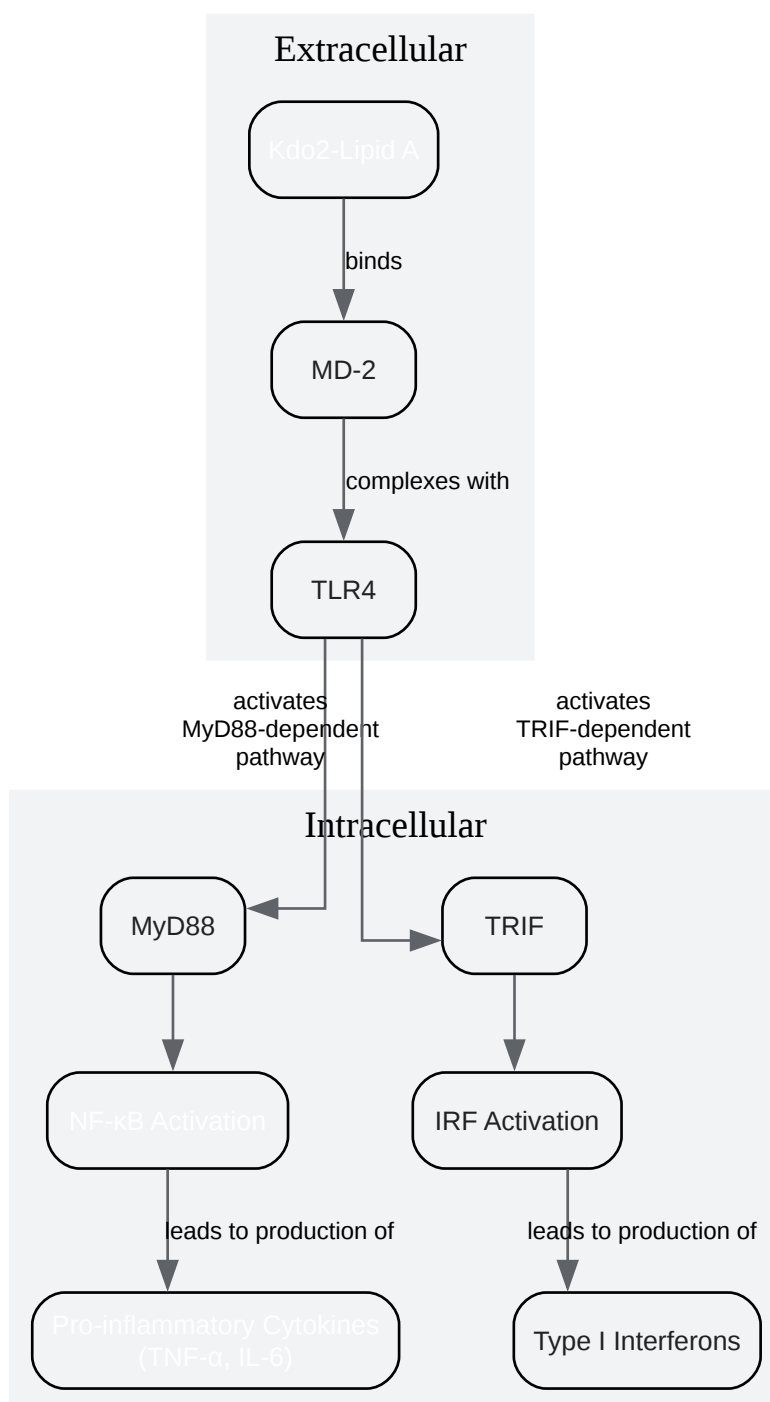 Extracellular
Kdo2-Lipid A
binds
MD-2
complexes with
TLR4
activates
MyD88-dependent
pathway
activates
TRIF-dependent
pathway
Intracellular
MyD88
TRIF
NF-κB Activation
IRF Activation
leads to production of
leads to production of
Pro-inflammatory Cytokines
(TNF-α, IL-6)
Type I Interferons